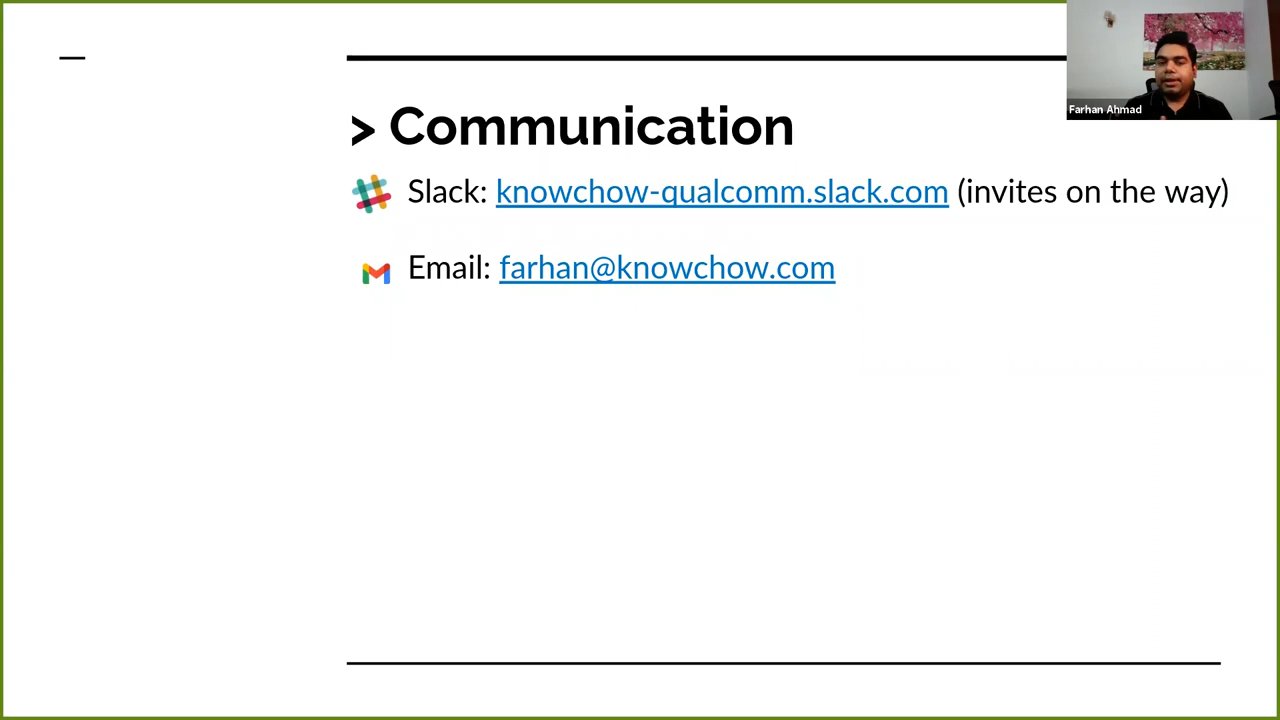 > Communication
Slack: knowchow-qualcomm.slack.com (invites on the way)
Email: farhan@knowchow.com
Farhan Ahmad